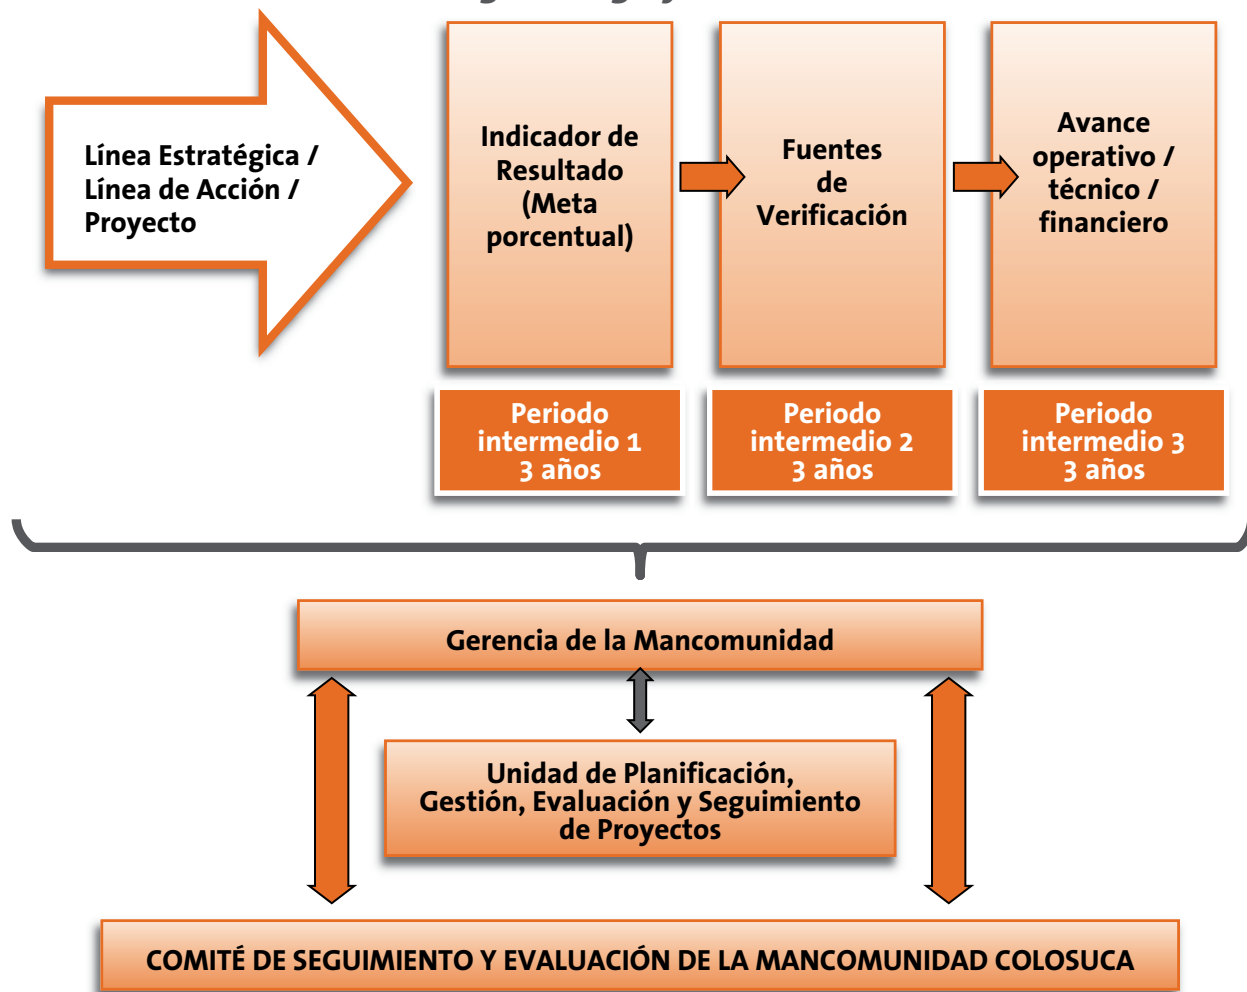 Línea Estratégica /
Línea de Acción /
Proyecto
Indicador de
Resultado
(Meta
porcentual)
Fuentes
de
Verificación
Avance
operativo /
técnico /
financiero
Periodo
intermedio 1
3 años
Periodo
intermedio 2
3 años
Periodo
intermedio 3
3 años
Gerencia de la Mancomunidad
Unidad de Planificación,
Gestión, Evaluación y Seguimiento
de Proyectos
COMITÉ DE SEGUIMIENTO Y EVALUACIÓN DE LA MANCOMUNIDAD COLOSUCA